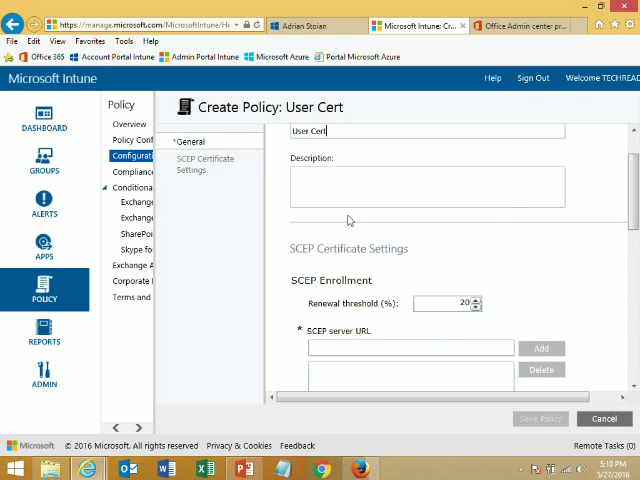 https://manage.microsoft.com/MicrosoftIntune/H
Adrian Stoian
Microsoft Intune: Cr...
Office Admin center pr...
File Edit View Favorites Tools Help
Office 365 Account Portal Intune Admin Portal Intune Microsoft Azure Portal Microsoft Azure
Microsoft Intune
Help Sign Out Welcome TECHREAD
DASHBOARD
GROUPS
ALERTS
APPS
POLICY
REPORTS
ADMIN
Policy
Overview
Policy Conf
Configurati
Compliance
Conditiona
Exchange
Exchange
SharePoi
Skype fo
Exchange A
Corporate
Terms and
Create Policy: User Cert
*General
SCEP Certificate
Settings
User Cert
Description:
SCEP Certificate Settings
SCEP Enrollment
Renewal threshold (%): 20
* SCEP server URL
Add
Delete
Save Policy Cancel
Microsoft © 2016 Microsoft. All rights reserved. Privacy & Cookies Feedback Remote Tasks (0)
5:10 PM
5/27/2016